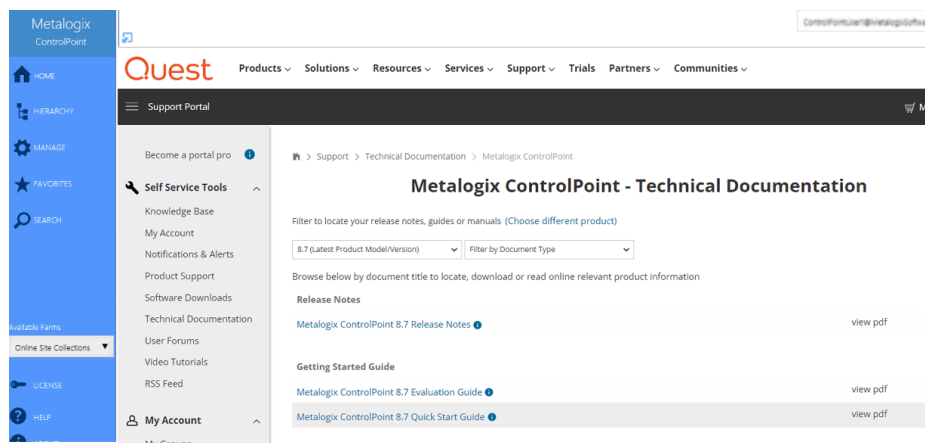 Metalogix
ControlPoint
HOME
HIERARCHY
MANAGE
FAVORITES
SEARCH
Available Farms
Online Site Collections
LICENSE
HELP
ControlPointUser1@MetalogixSoftwa
Quest
Products Solutions Resources Services Support Trials Partners Communities
Support Portal
M
Become a portal pro
Self Service Tools
Knowledge Base
My Account
Notifications & Alerts
Product Support
Software Downloads
Technical Documentation
User Forums
Video Tutorials
RSS Feed
My Account
> Support > Technical Documentation > Metalogix ControlPoint
Metalogix ControlPoint - Technical Documentation
Filter to locate your release notes, guides or manuals (Choose different product)
8.7 (Latest Product Model/Version) Filter by Document Type
Browse below by document title to locate, download or read online relevant product information
Release Notes
Metalogix ControlPoint 8.7 Release Notes view pdf
Getting Started Guide
Metalogix ControlPoint 8.7 Evaluation Guide view pdf
Metalogix ControlPoint 8.7 Quick Start Guide view pdf